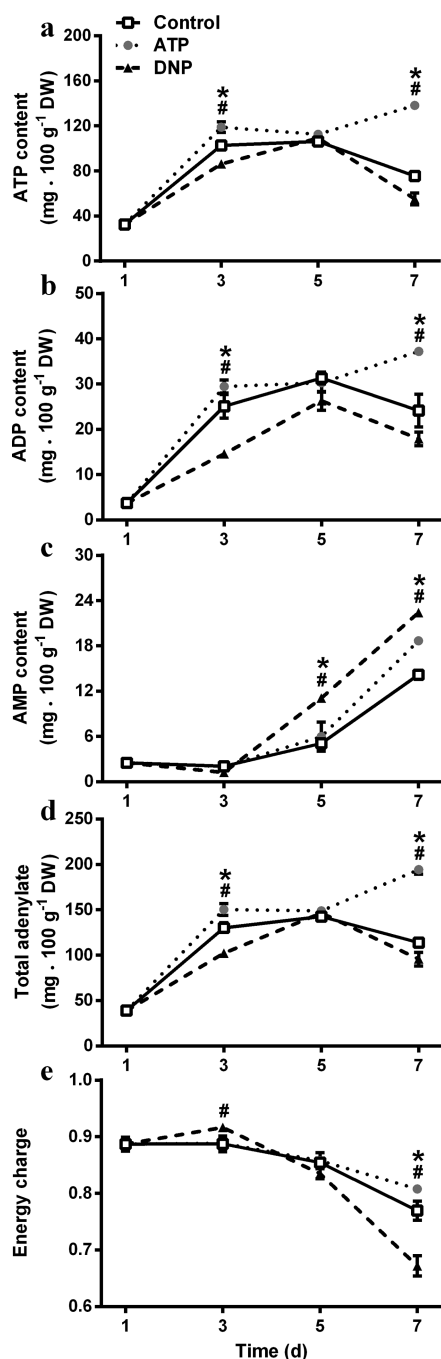 a
Control
ATP
DNP
ATP content
(mg · 100 g-1 DW)
200
160
120
80
40
0
*
#
*
#
1 3 5 7
b
ADP content
(mg · 100 g-1 DW)
50
40
30
20
10
0
*
#
*
#
1 3 5 7
c
AMP content
(mg · 100 g-1 DW)
30
24
18
12
6
0
*
#
*
#
1 3 5 7
d
Total adenylate
(mg · 100 g-1 DW)
250
200
150
100
50
0
*
#
*
#
1 3 5 7
e
Energy charge
1.0
0.9
0.8
0.7
0.6
#
*
#
1 3 5 7
Time (d)